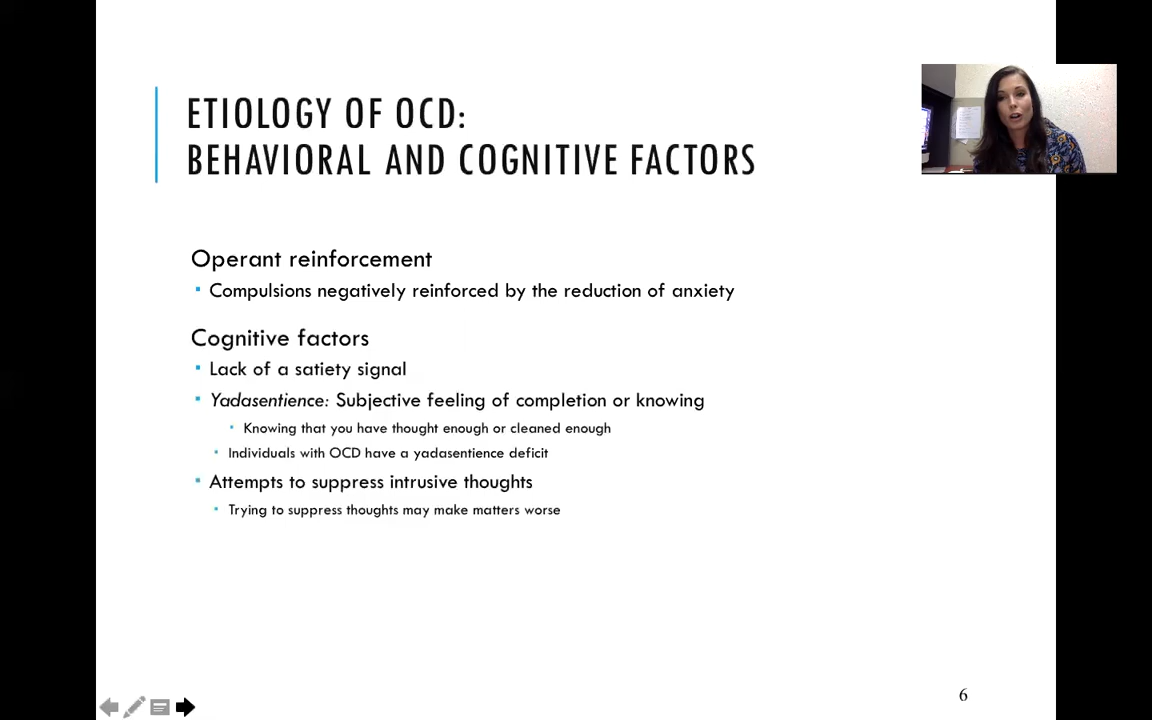 ETIOLOGY OF OCD:
BEHAVIORAL AND COGNITIVE FACTORS
Operant reinforcement
▪ Compulsions negatively reinforced by the reduction of anxiety
Cognitive factors
▪ Lack of a satiety signal
▪ Yadasentience: Subjective feeling of completion or knowing
▪ Knowing that you have thought enough or cleaned enough
▪ Individuals with OCD have a yadasentience deficit
▪ Attempts to suppress intrusive thoughts
▪ Trying to suppress thoughts may make matters worse
6